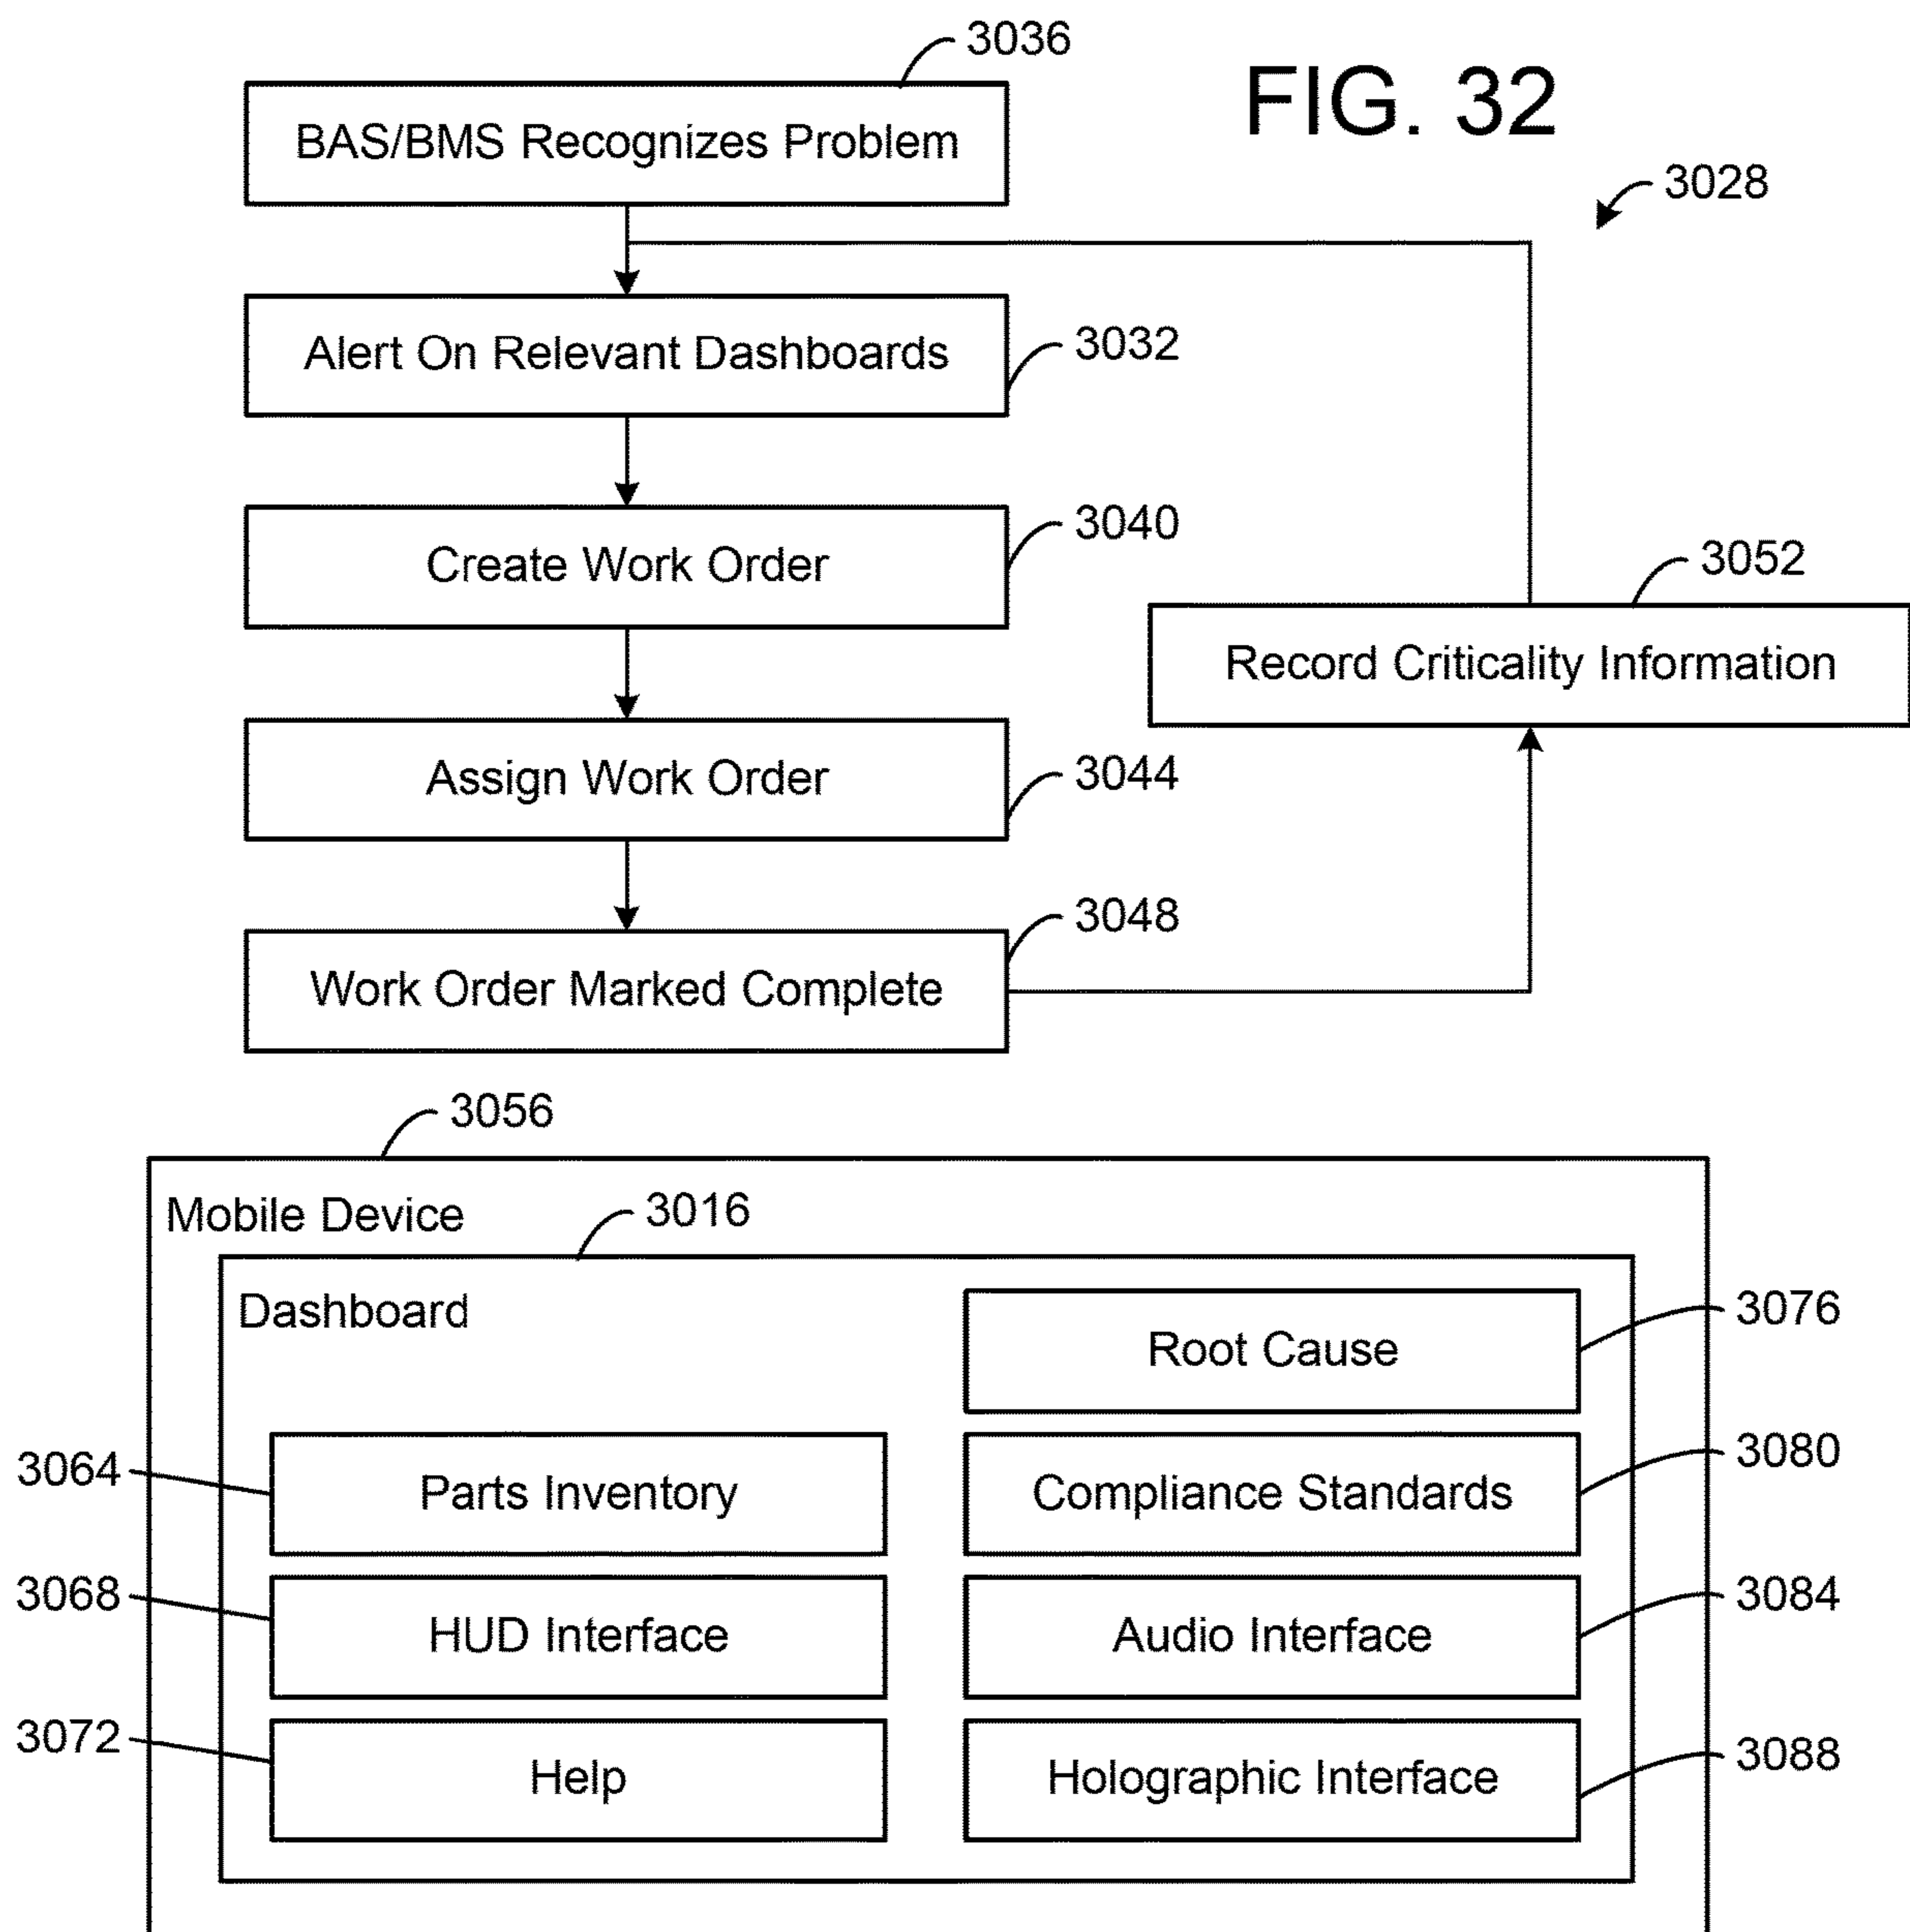 3036
FIG. 32
BAS/BMS Recognizes Problem
3028
Alert On Relevant Dashboards
3032
Create Work Order
3040
3052
Record Criticality Information
Assign Work Order
3044
Work Order Marked Complete
3048
3056
Mobile Device
3016
Dashboard
Root Cause
3076
3064
Parts Inventory
Compliance Standards
3080
3068
HUD Interface
Audio Interface
3084
3072
Help
Holographic Interface
3088